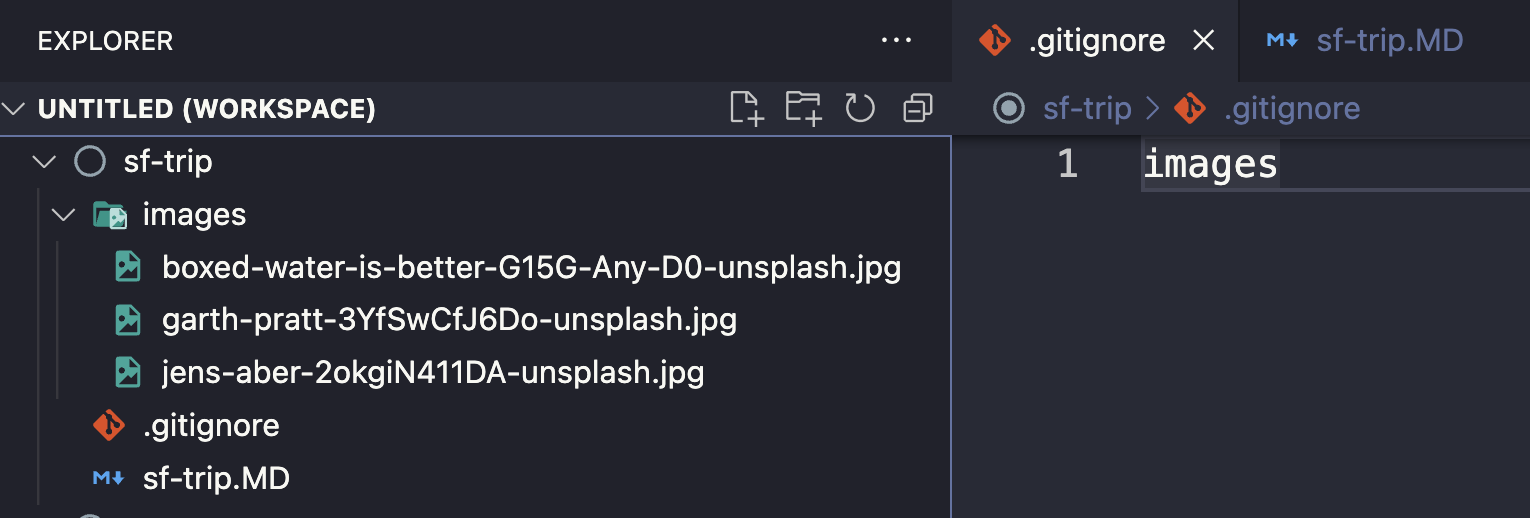 EXPLORER
UNTITLED (WORKSPACE)
sf-trip
images
boxed-water-is-better-G15G-Any-D0-unsplash.jpg
garth-pratt-3YfSwCfJ6Do-unsplash.jpg
jens-aber-2okgiN411DA-unsplash.jpg
.gitignore
M sf-trip.MD
.gitignore M sf-trip.MD
sf-trip > .gitignore
1 images